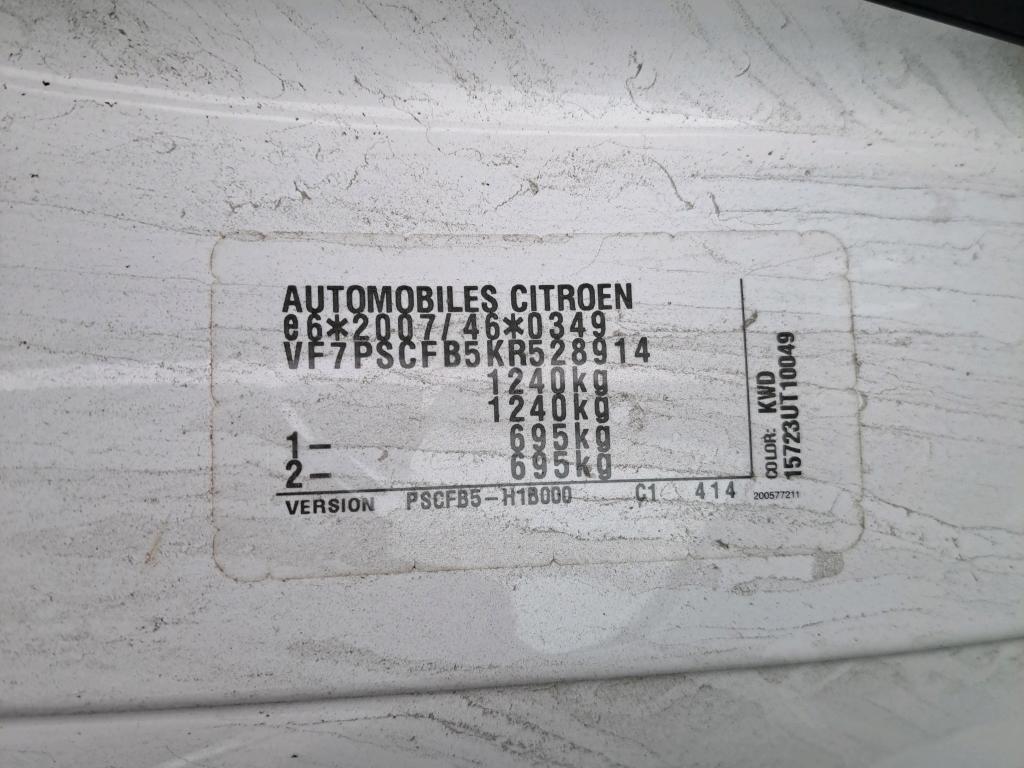 AUTOMOBILES CITROEN
e6*2007/46*0349
VF7PSCFB5KR528914
1240kg
1240kg
1- 695kg
2- 695kg
VERSION PSCFB5-H1B000 C1 414
200577211
COLOR: KWD
15723UT10049